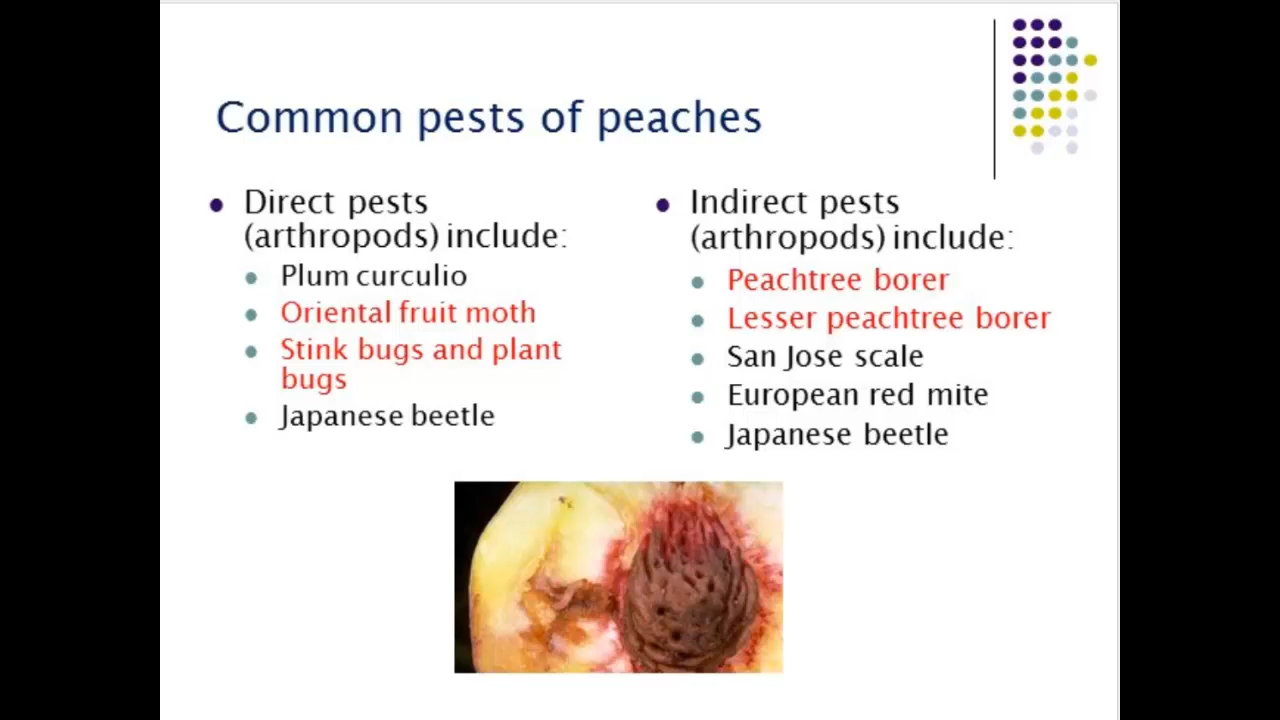 Common pests of peaches
Direct pests
(arthropods) include:
Plum curculio
Oriental fruit moth
Stink bugs and plant
bugs
Japanese beetle
Indirect pests
(arthropods) include:
Peachtree borer
Lesser peachtree borer
San Jose scale
European red mite
Japanese beetle